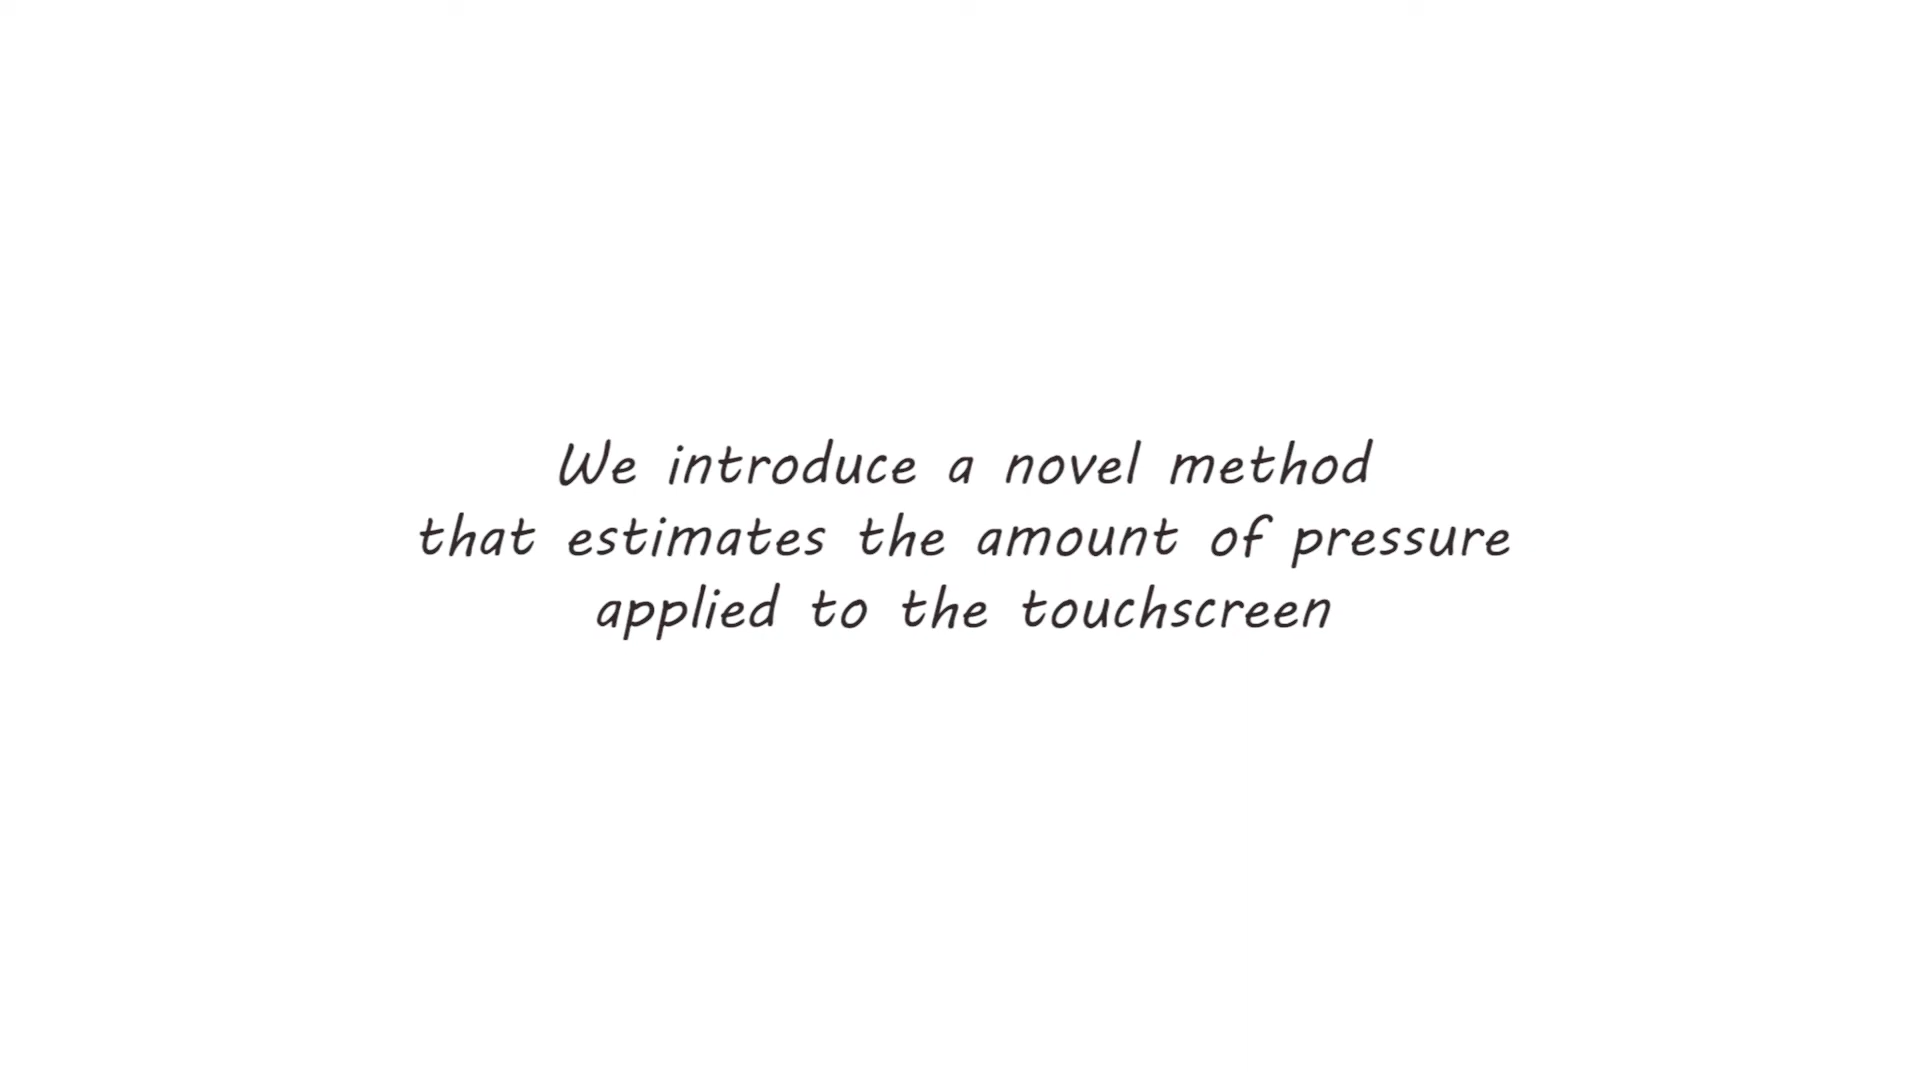 We introduce a novel method
that estimates the amount of pressure
applied to the touchscreen